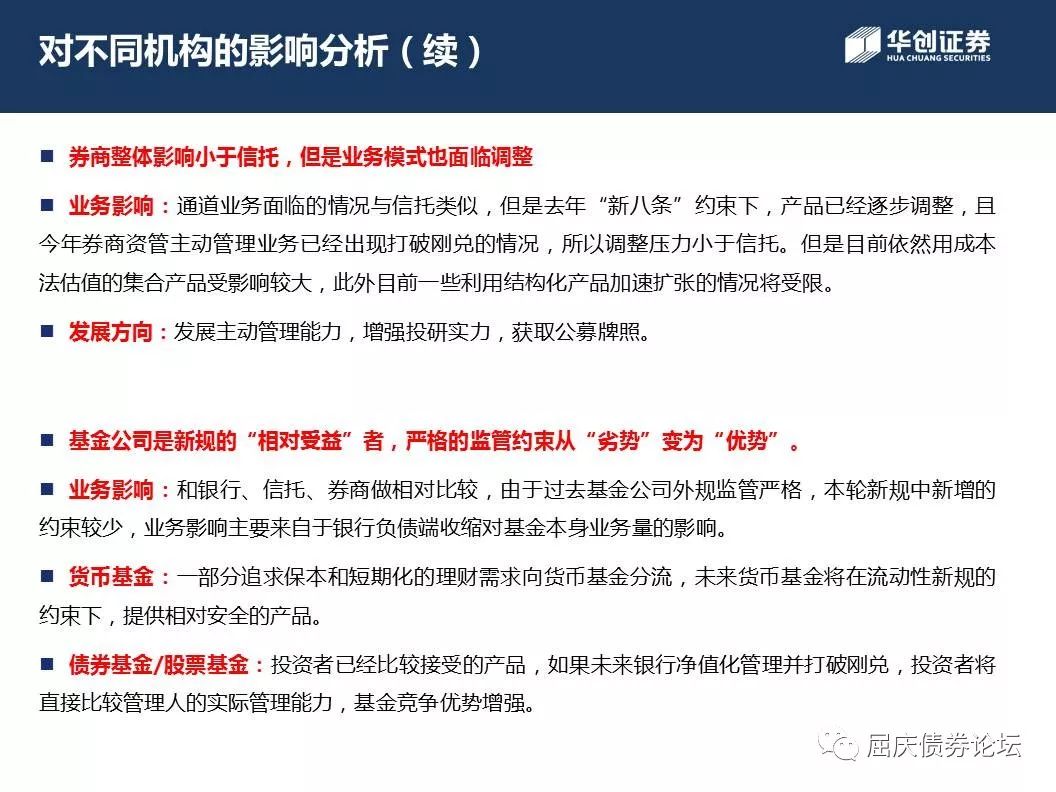 对不同机构的影响分析（续）
华创证券
HUA CHUANG SECURITIES
■ 券商整体影响小于信托，但是业务模式也面临调整
■ 业务影响：通道业务面临的情况与信托类似，但是去年“新八条”约束下，产品已经逐步调整，且
今年券商资管主动管理业务已经出现打破刚兑的情况，所以调整压力小于信托。但是目前依然用成本
法估值的集合产品受影响较大，此外目前一些利用结构化产品加速扩张的情况将受限。
■ 发展方向：发展主动管理能力，增强投研实力，获取公募牌照。
■ 基金公司是新规的“相对受益”者，严格的监管约束从“劣势”变为“优势”。
■ 业务影响：和银行、信托、券商做相对比较，由于过去基金公司外规监管严格，本轮新规中新增的
约束较少，业务影响主要来自于银行负债端收缩对基金本身业务量的影响。
■ 货币基金：一部分追求保本和短期化的理财需求向货币基金分流，未来货币基金将在流动性新规的
约束下，提供相对安全的产品。
■ 债券基金/股票基金：投资者已经比较接受的产品，如果未来银行净值化管理并打破刚兑，投资者将
直接比较管理人的实际管理能力，基金竞争优势增强。
屈庆债券论坛